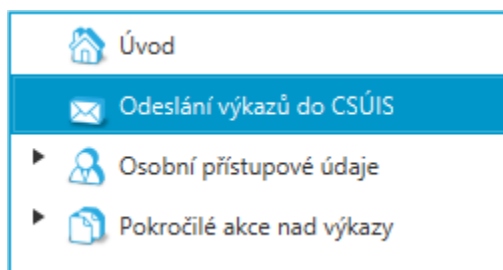 Úvod
Odeslání výkazů do CSÚIS
Osobní přístupové údaje
Pokročilé akce nad výkazy